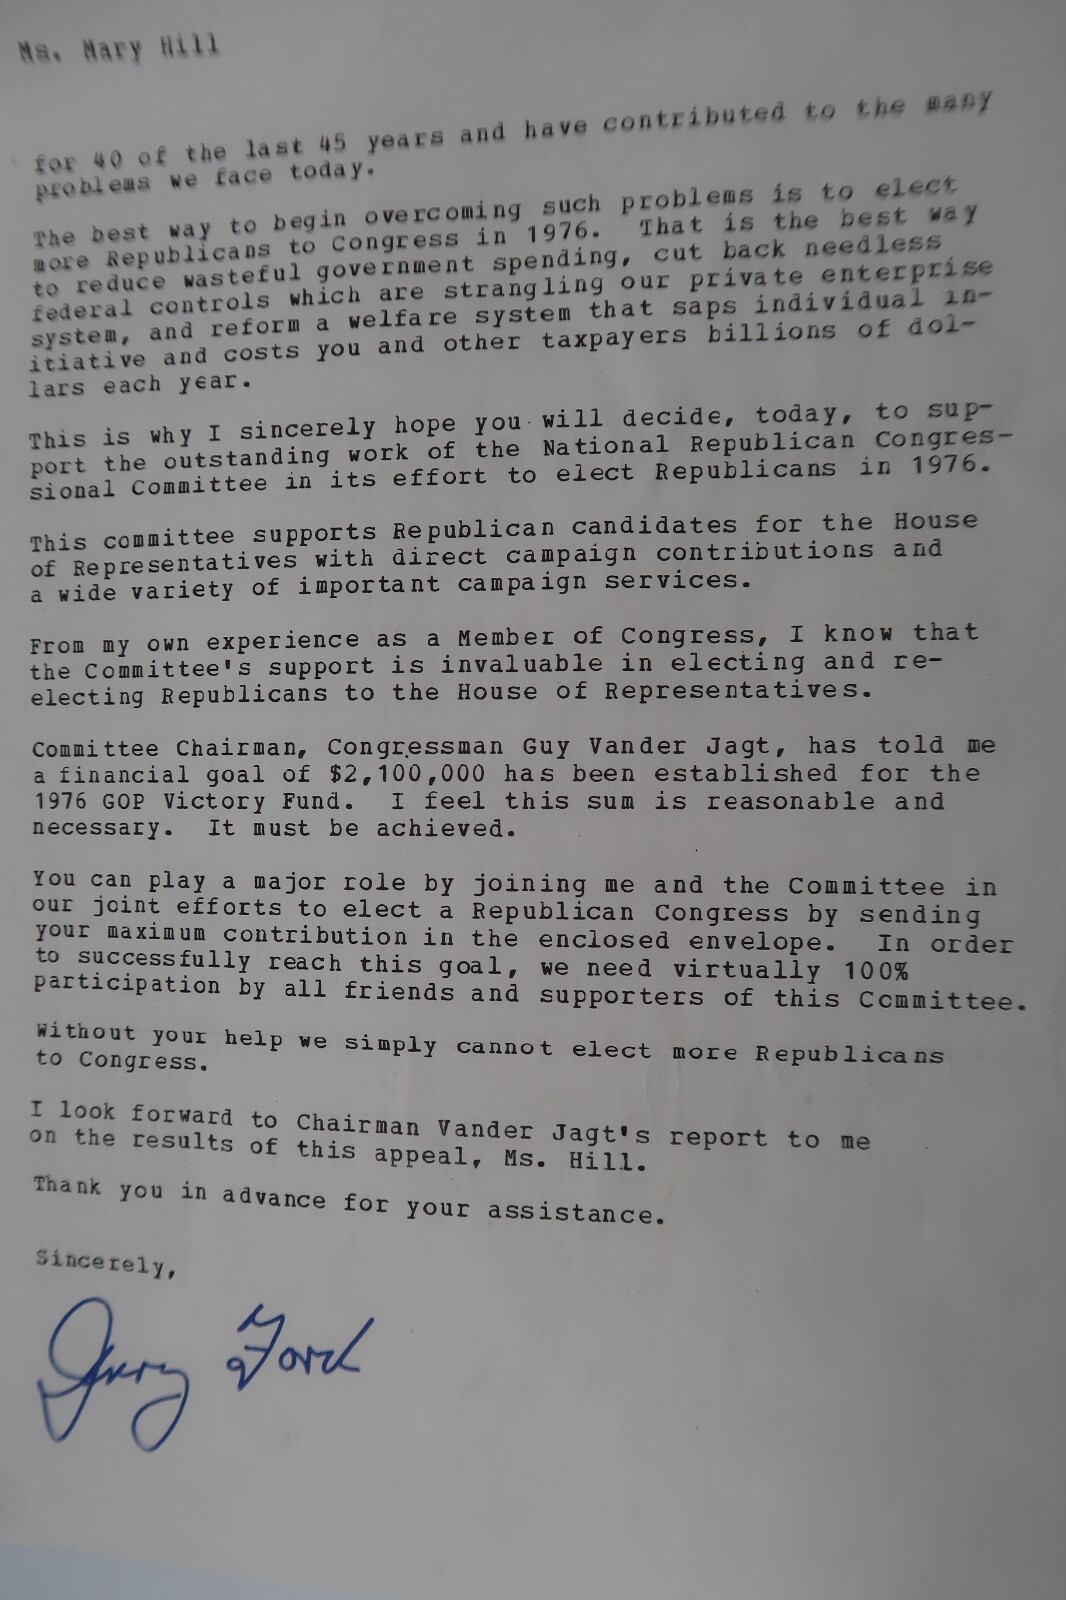 Ms. Mary Hill
for 40 of the last 45 years and have contributed to the many
problems we face today.
The best way to begin overcoming such problems is to elect
more Republicans to Congress in 1976. That is the best way
to reduce wasteful government spending, cut back needless
federal controls which are strangling our private enterprise
system, and reform a welfare system that saps individual in-
itiative and costs you and other taxpayers billions of dol-
lars each year.
This is why I sincerely hope you will decide, today, to sup-
port the outstanding work of the National Republican Congres-
sional Committee in its effort to elect Republicans in 1976.
This committee supports Republican candidates for the House
of Representatives with direct campaign contributions and
a wide variety of important campaign services.
From my own experience as a Member of Congress, I know that
the Committee's support is invaluable in electing and re-
electing Republicans to the House of Representatives.
Committee Chairman, Congressman Guy Vander Jagt, has told me
a financial goal of $2,100,000 has been established for the
1976 GOP Victory Fund. I feel this sum is reasonable and
necessary. It must be achieved.
You can play a major role by joining me and the Committee in
our joint efforts to elect a Republican Congress by sending
your maximum contribution in the enclosed envelope. In order
to successfully reach this goal, we need virtually 100%
participation by all friends and supporters of this Ccmmittee.
Without your help we simply cannot elect more Republicans
to Congress.
I look forward to Chairman Vander Jagt's report to me
on the results of this appeal, Ms. Hill.
Thank you in advance for your assistance.
Sincerely,
Jerry Ford